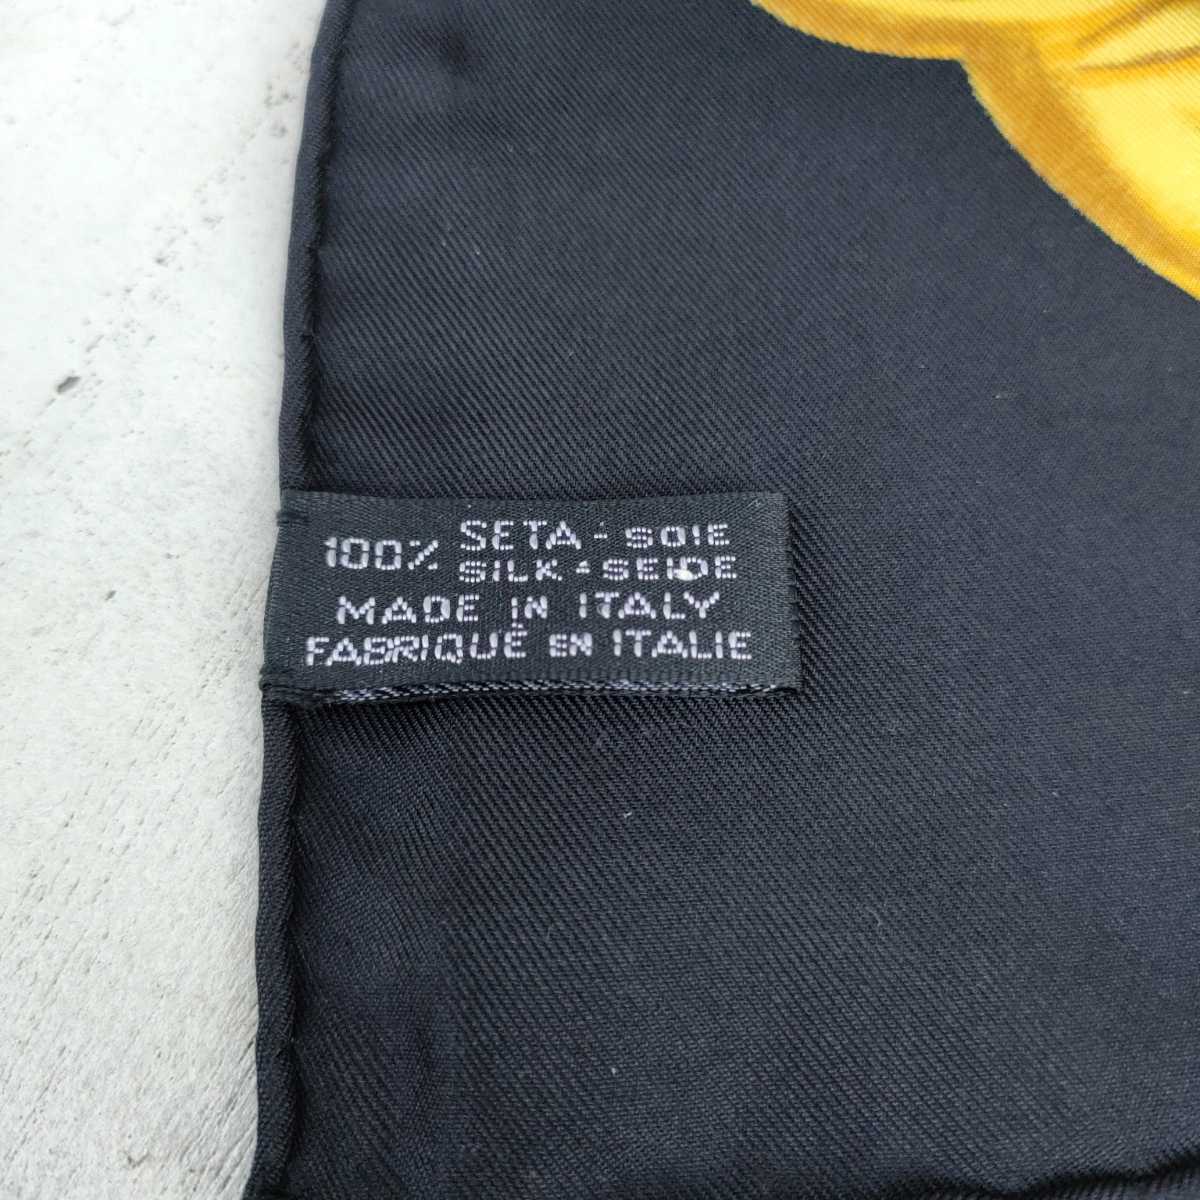 100% SETA - SOIE
SILK - SEIDE
MADE IN ITALY
FABRIQUÉ EN ITALIE